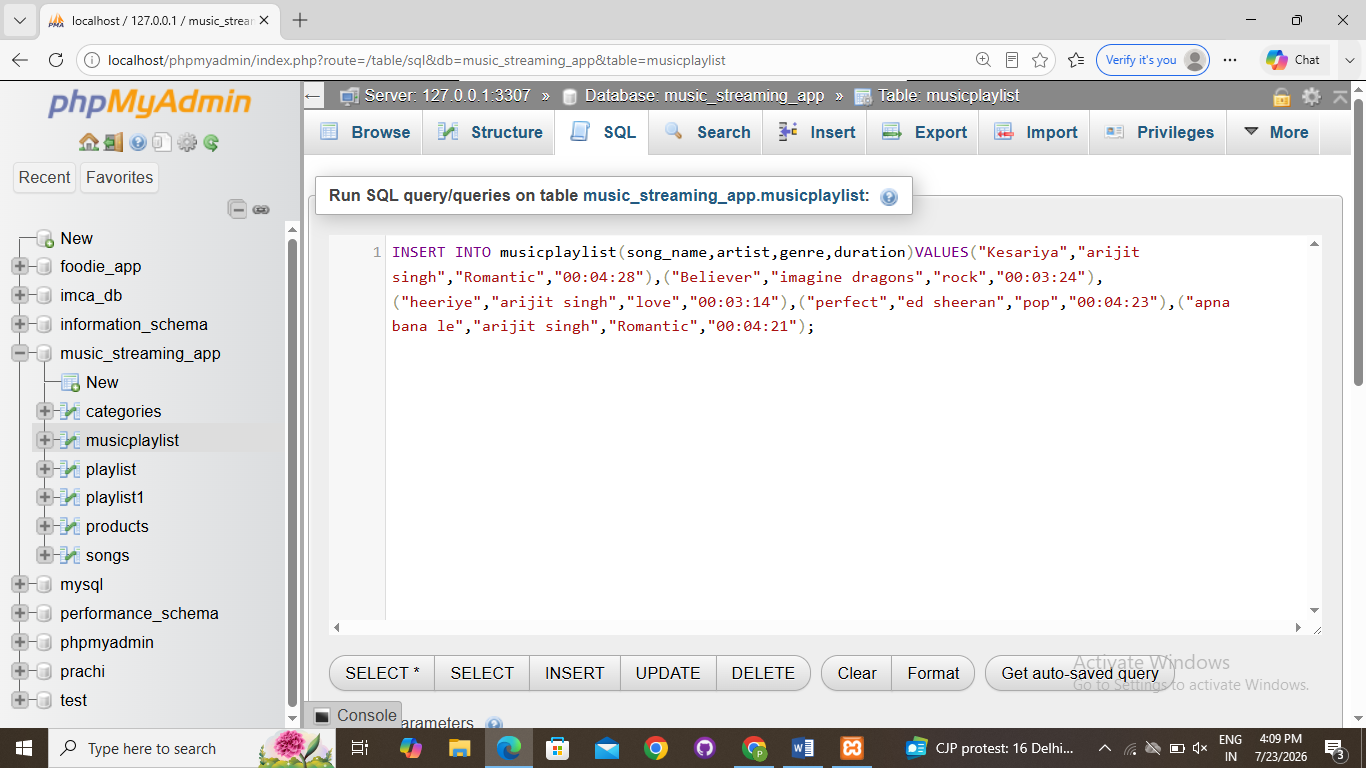 localhost / 127.0.0.1 / music_strear
localhost/phpmyadmin/index.php?route=/table/sql&db=music_streaming_app&table=musicplaylist
Verify it's you
Chat
phpMyAdmin
Recent
Favorites
New
foodie_app
imca_db
information_schema
music_streaming_app
New
categories
musicplaylist
playlist
playlist1
products
songs
mysql
performance_schema
phpmyadmin
prachi
test
Server: 127.0.0.1:3307 » Database: music_streaming_app » Table: musicplaylist
Browse Structure SQL Search Insert Export Import Privileges More
Run SQL query/queries on table music_streaming_app.musicplaylist:
1 INSERT INTO musicplaylist(song_name,artist,genre,duration)VALUES("Kesariya","arijit
singh","Romantic","00:04:28"),("Believer","imagine dragons","rock","00:03:24"),
("heeriye","arijit singh","love","00:03:14"),("perfect","ed sheeran","pop","00:04:23"),("apna
bana le","arijit singh","Romantic","00:04:21");
SELECT * SELECT INSERT UPDATE DELETE Clear Format Get auto-saved query
Activate Windows
Go to Settings to activate Windows.
Console
arameters
Type here to search
CJP protest: 16 Delhi...
ENG
IN
4:09 PM
7/23/2026
3